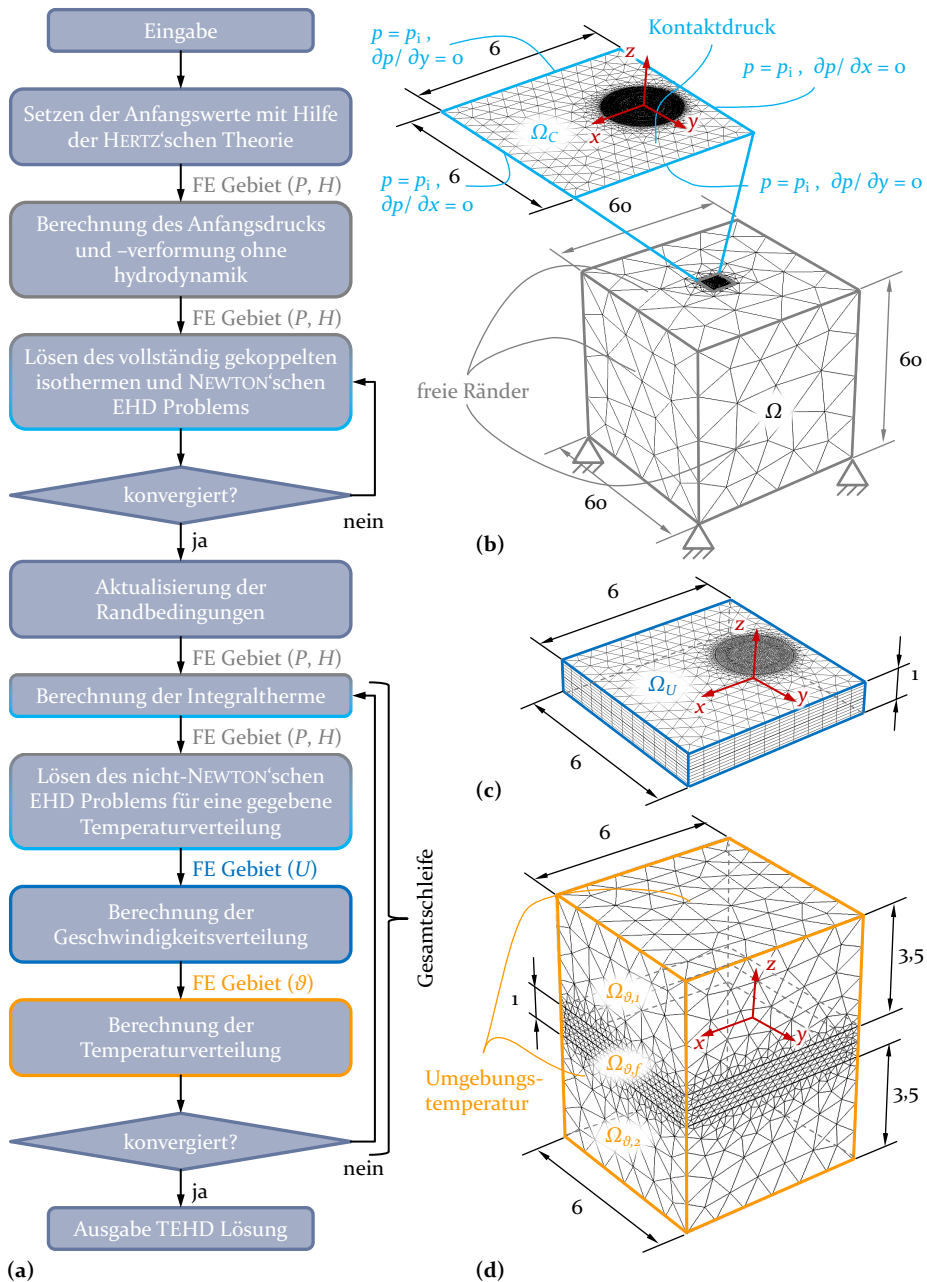 Eingabe
Setzen der Anfangswerte mit Hilfe
der HERTZ‘schen Theorie
FE Gebiet (P, H)
Berechnung des Anfangsdrucks
und –verformung ohne
hydrodynamik
FE Gebiet (P, H)
Lösen des vollständig gekoppelten
isothermen und NEWTON‘schen
EHD Problems
konvergiert?
nein
ja
Aktualisierung der
Randbedingungen
FE Gebiet (P, H)
Berechnung der Integraltherme
FE Gebiet (P, H)
Lösen des nicht-NEWTON‘schen
EHD Problems für eine gegebene
Temperaturverteilung
FE Gebiet (U)
Berechnung der
Geschwindigkeitsverteilung
FE Gebiet (ϑ)
Berechnung der
Temperaturverteilung
konvergiert?
nein
ja
Ausgabe TEHD Lösung
Gesamtschleife
(a)
p = pi ,
∂p/ ∂y = 0
6
Kontaktdruck
p = pi , ∂p/ ∂x = 0
z
x
y
ΩC
p = pi ,
∂p/ ∂x = 0
6
p = pi , ∂p/ ∂y = 0
60
freie Ränder
Ω
60
60
(b)
6
z
x
y
ΩU
1
6
(c)
6
3,5
z
x
y
Ωϑ,1
1
Ωϑ,f
Umgebungs-
temperatur
3,5
Ωϑ,2
6
(d)